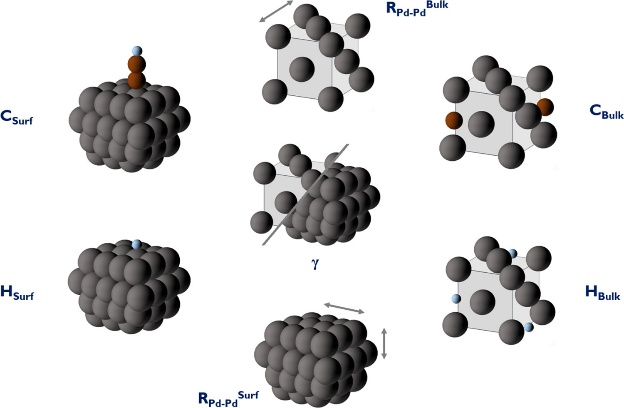 R_Pd-Pd^Bulk
C_Surf
C_Bulk
γ
H_Surf
H_Bulk
R_Pd-Pd^Surf